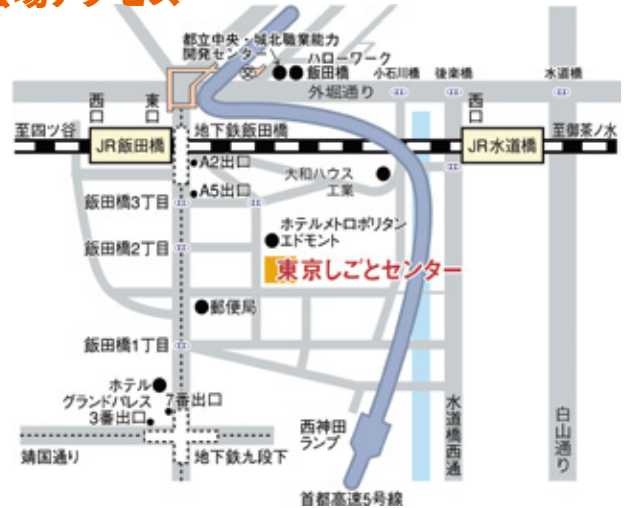 会場アクセス
都立中央・城北職業能力
開発センター
ハローワーク
飯田橋
小石川橋
後楽橋
水道橋
外堀通り
西口
東口
西口
至四ツ谷
JR飯田橋
地下鉄飯田橋
JR水道橋
至御茶ノ水
A2出口
大和ハウス
工業
A5出口
飯田橋3丁目
ホテルメトロポリタン
エドモント
飯田橋2丁目
東京しごとセンター
郵便局
飯田橋1丁目
ホテル
グランドパレス
7番出口
3番出口
西神田
ランプ
水道橋西通
白山通り
靖国通り
地下鉄九段下
首都高速5号線